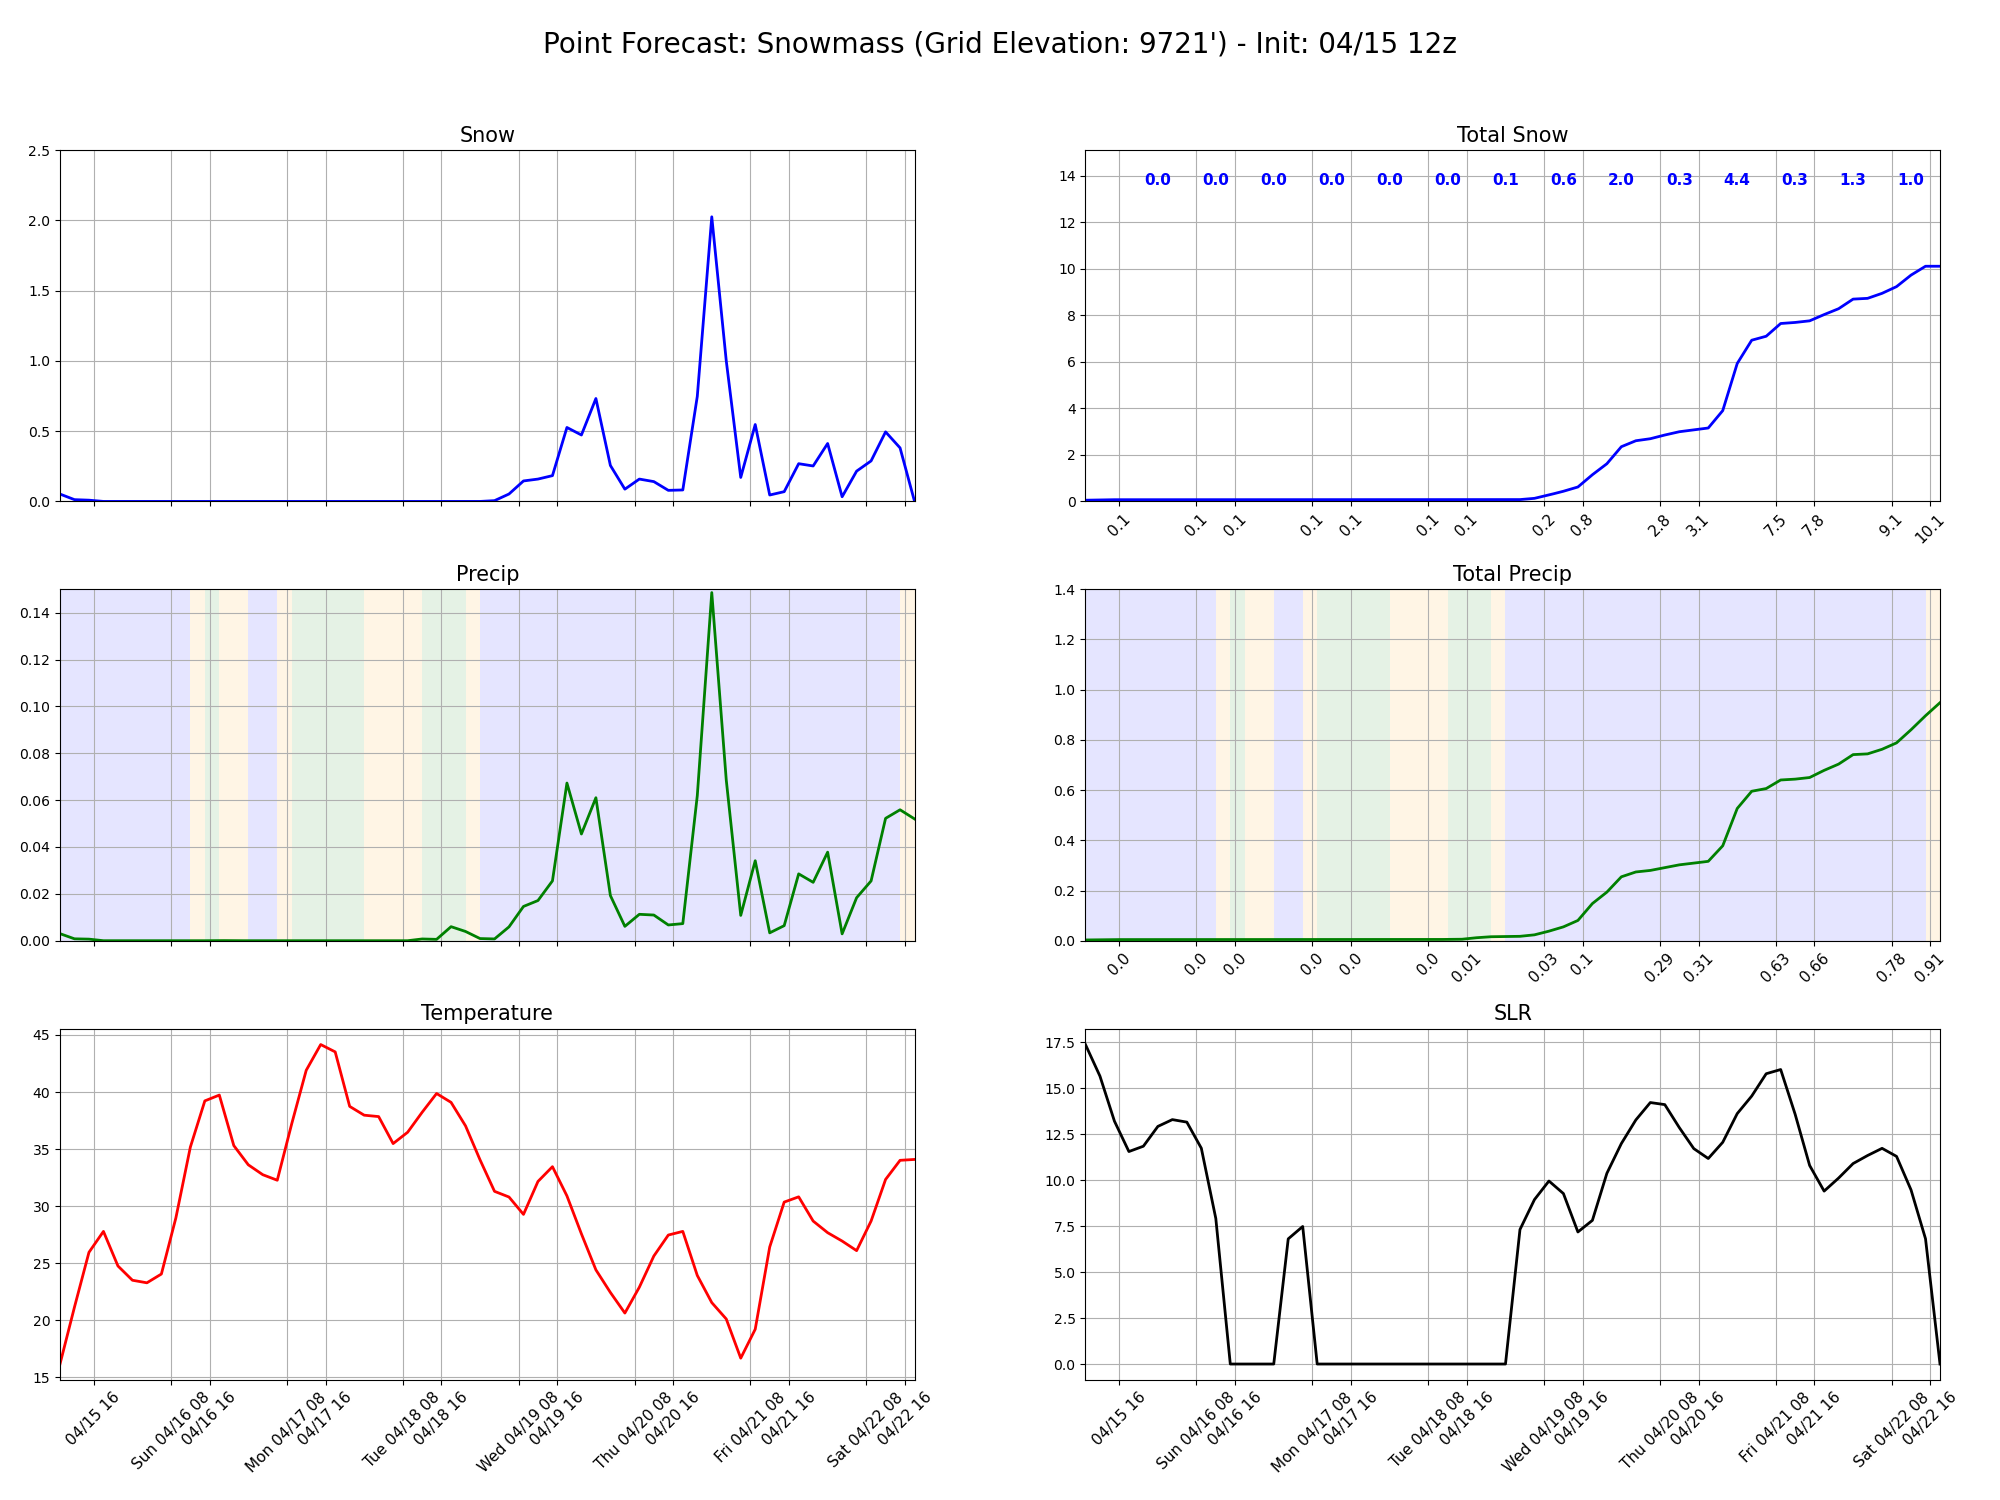 Point Forecast: Snowmass (Grid Elevation: 9721') - Init: 04/15 12z
Snow
2.5
2.0
1.5
1.0
0.5
0.0
Total Snow
0.0 0.0 0.0 0.0 0.0 0.0 0.1 0.6 2.0 0.3 4.4 0.3 1.3 1.0
14
12
10
8
6
4
2
0
0.1 0.1 0.1 0.1 0.1 0.1 0.1 0.2 0.8 2.8 3.1 7.5 7.8 9.1 10.1
Precip
0.14
0.12
0.10
0.08
0.06
0.04
0.02
0.00
Total Precip
1.4
1.2
1.0
0.8
0.6
0.4
0.2
0.0
0.0 0.0 0.0 0.0 0.0 0.0 0.01 0.03 0.1 0.29 0.31 0.63 0.66 0.78 0.91
Temperature
45
40
35
30
25
20
15
04/15 16
Sun 04/16 08
04/16 16
Mon 04/17 08
04/17 16
Tue 04/18 08
04/18 16
Wed 04/19 08
04/19 16
Thu 04/20 08
04/20 16
Fri 04/21 08
04/21 16
Sat 04/22 08
04/22 16
SLR
17.5
15.0
12.5
10.0
7.5
5.0
2.5
0.0
04/15 16
Sun 04/16 08
04/16 16
Mon 04/17 08
04/17 16
Tue 04/18 08
04/18 16
Wed 04/19 08
04/19 16
Thu 04/20 08
04/20 16
Fri 04/21 08
04/21 16
Sat 04/22 08
04/22 16